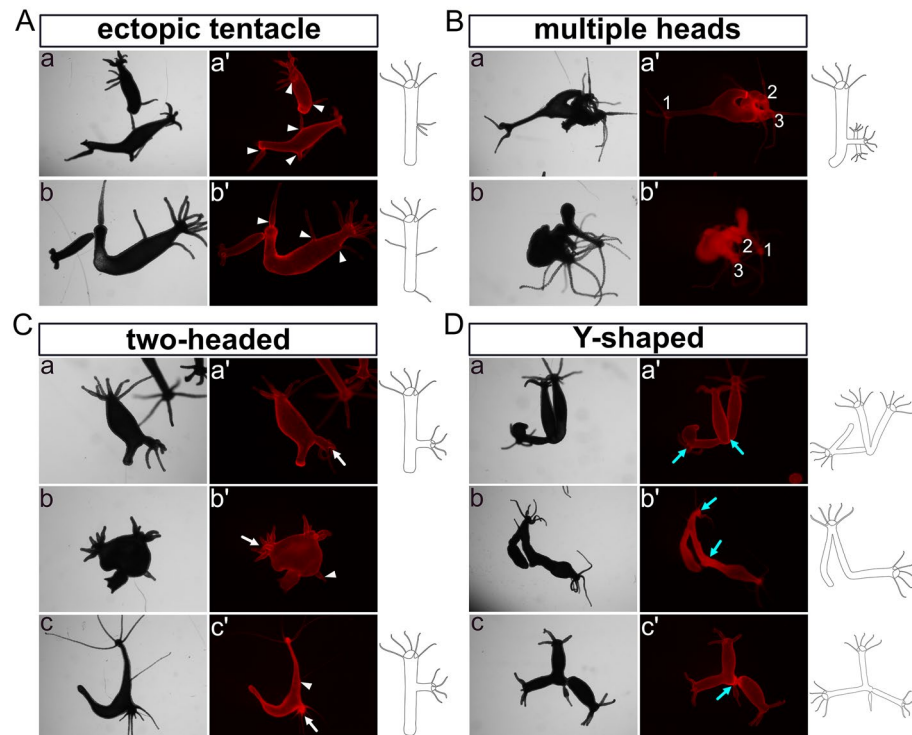 A
ectopic tentacle
a
a'
b
b'
B
multiple heads
a
a'
1
2
3
b
b'
2
1
3
C
two-headed
a
a'
b
b'
c
c'
D
Y-shaped
a
a'
b
b'
c
c'